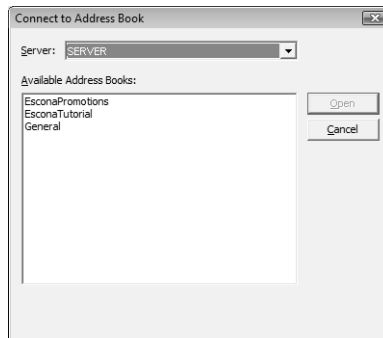 Connect to Address Book
Server: SERVER
Available Address Books:
EsconaPromotions
EsconaTutorial
General
Open
Cancel